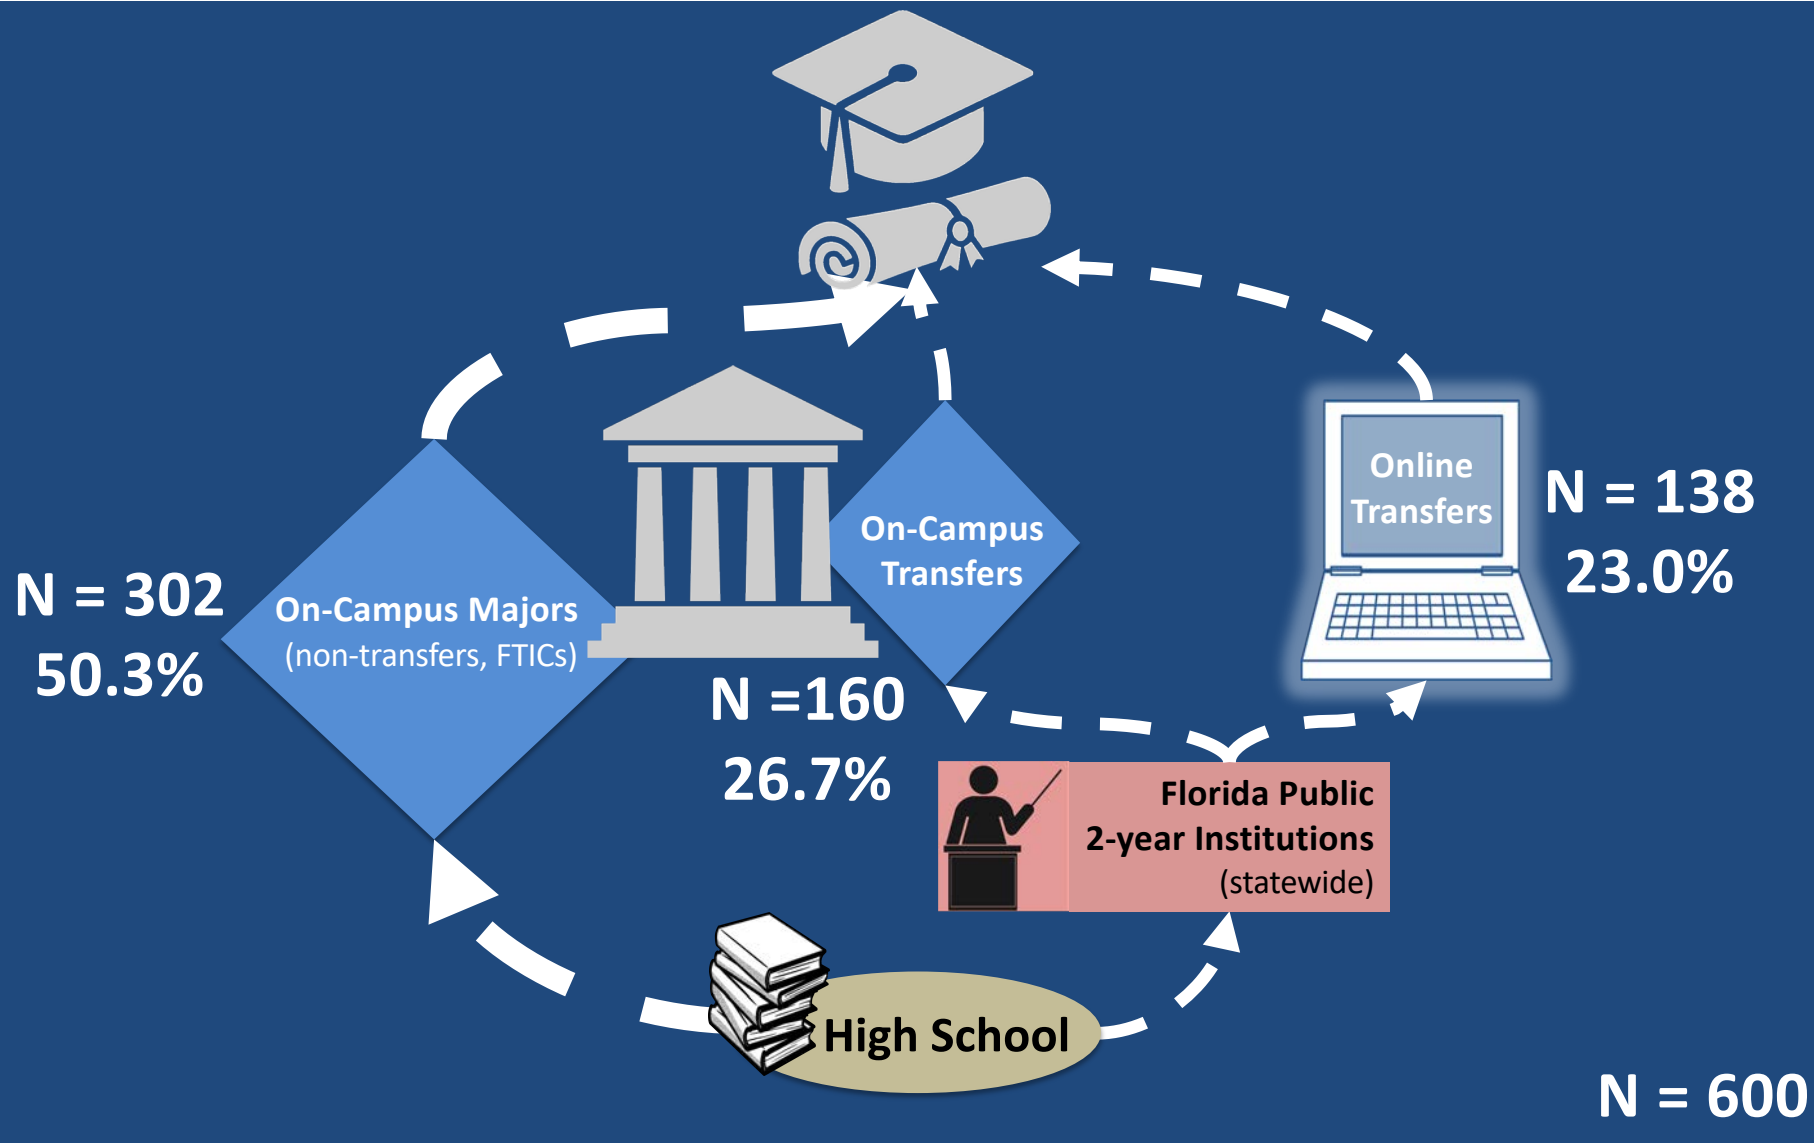 Online
Transfers
N = 138
23.0%
On-Campus
Transfers
N = 302
50.3%
On-Campus Majors
(non-transfers, FTICs)
N =160
26.7%
Florida Public
2-year Institutions
(statewide)
High School
N = 600